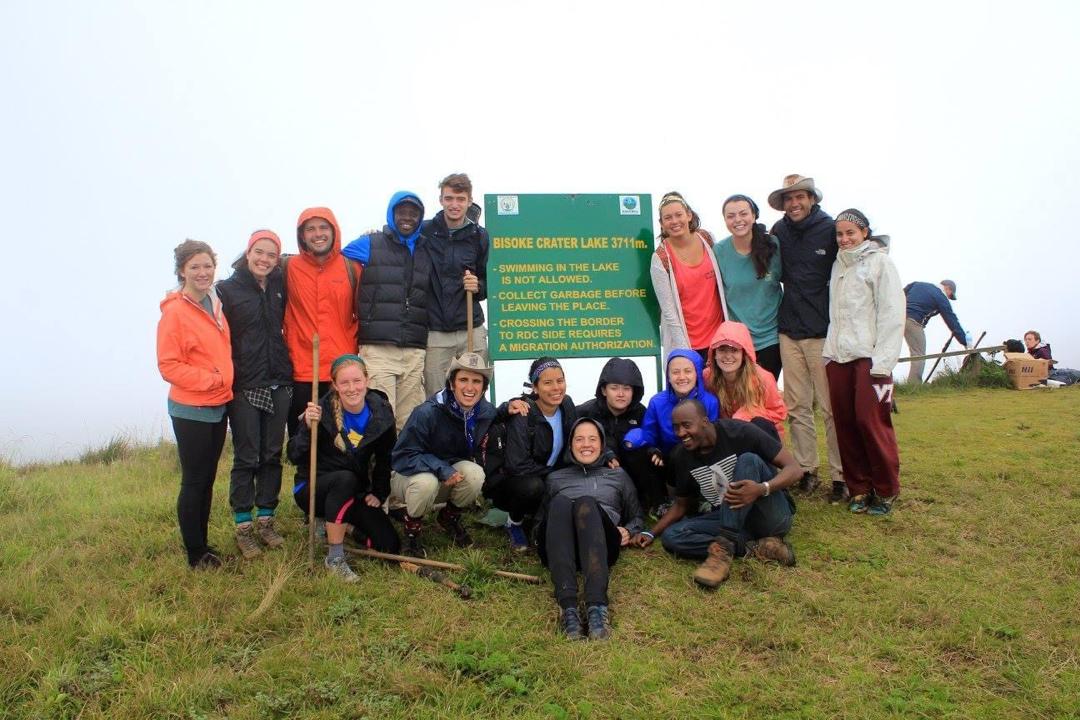 BISOKE CRATER LAKE 3711m.
- SWIMMING IN THE LAKE
IS NOT ALLOWED.
- COLLECT GARBAGE BEFORE
LEAVING THE PLACE.
- CROSSING THE BORDER
TO RDC SIDE REQUIRES
A MIGRATION AUTHORIZATION.